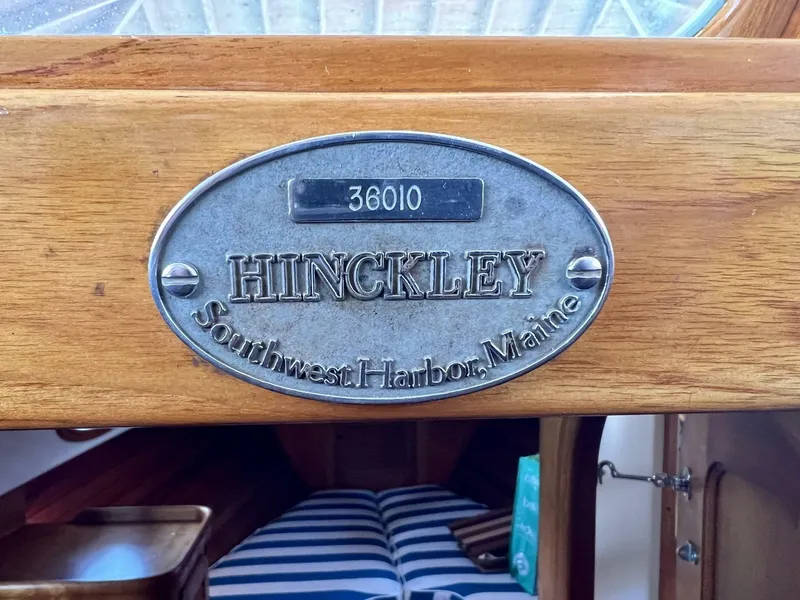 36010
HINCKLEY
Southwest Harbor, Maine